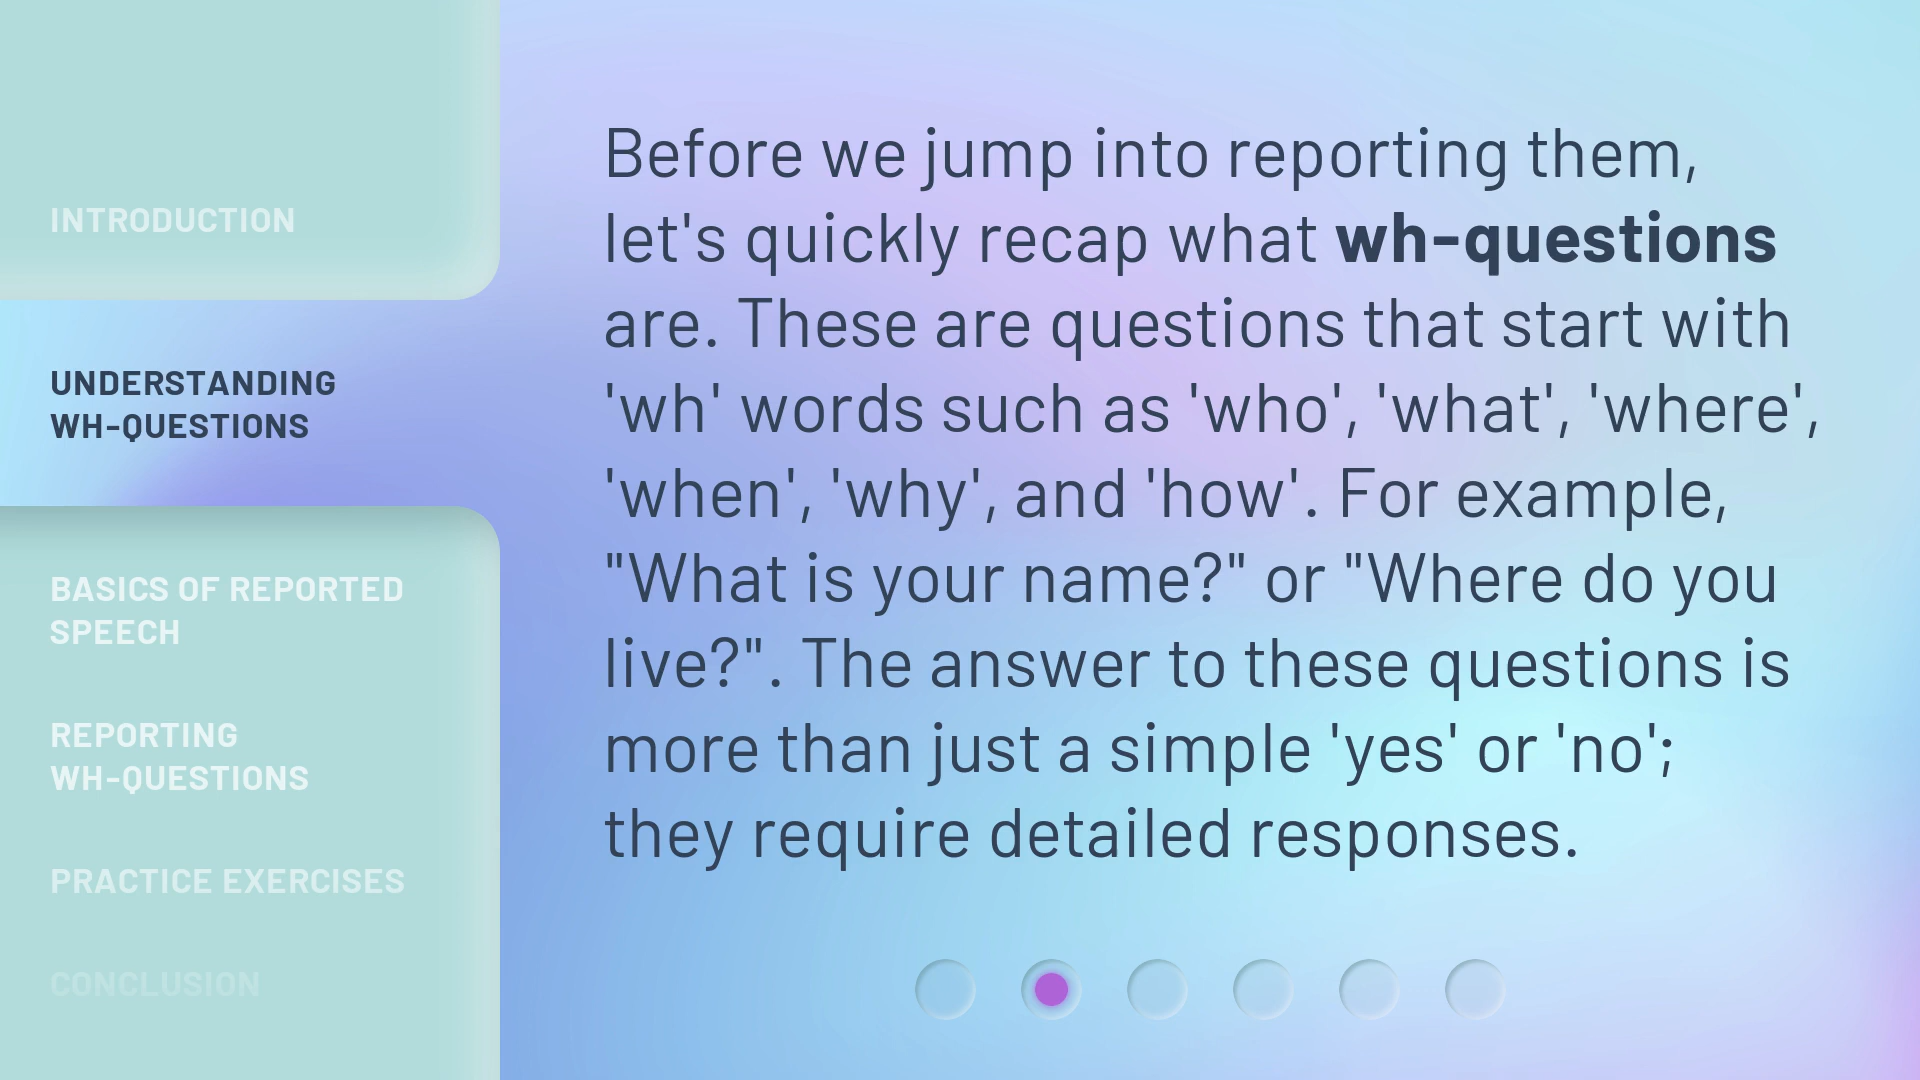 INTRODUCTION
UNDERSTANDING
WH-QUESTIONS
BASICS OF REPORTED
SPEECH
REPORTING
WH-QUESTIONS
PRACTICE EXERCISES
CONCLUSION
Before we jump into reporting them,
let's quickly recap what wh-questions
are. These are questions that start with
'wh' words such as 'who', 'what', 'where',
'when', 'why', and 'how'. For example,
"What is your name?" or "Where do you
live?". The answer to these questions is
more than just a simple 'yes' or 'no';
they require detailed responses.